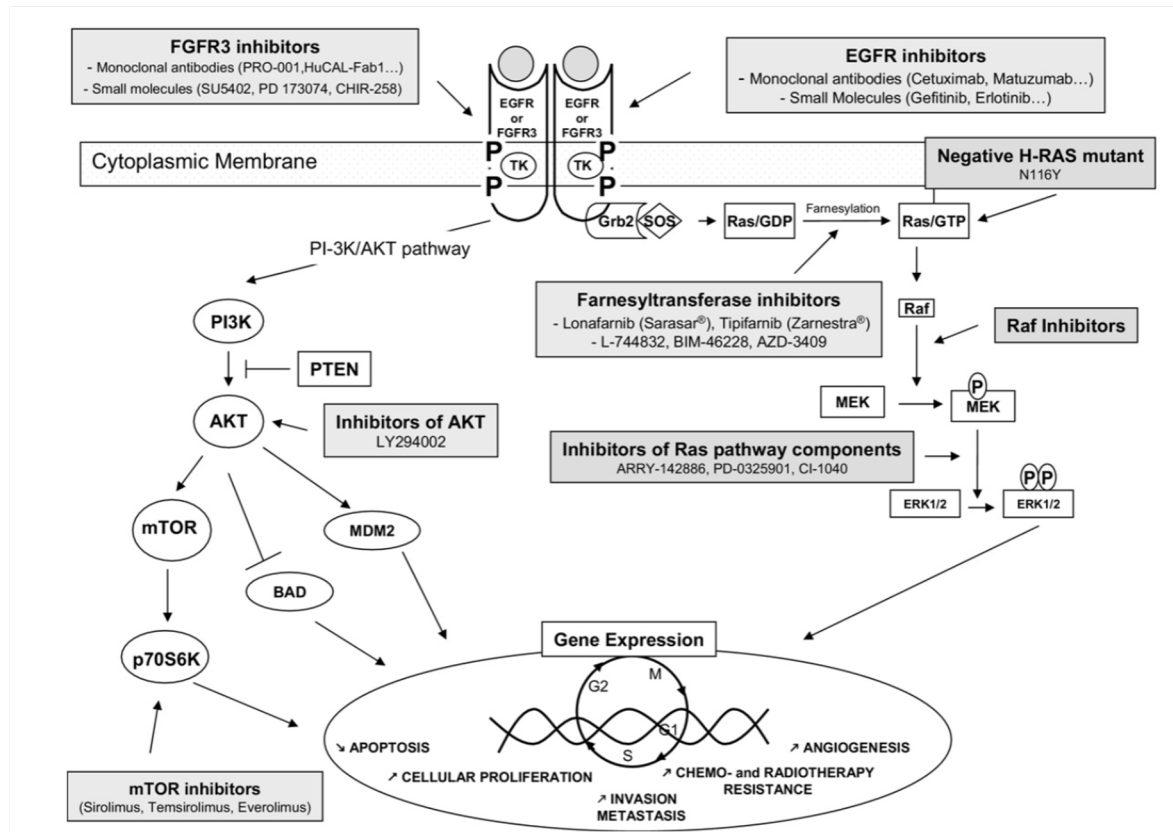 FGFR3 inhibitors
- Monoclonal antibodies (PRO-001,HuCAL-Fab1…)
- Small molecules (SU5402, PD 173074, CHIR-258)
EGFR inhibitors
- Monoclonal antibodies (Cetuximab, Matuzumab…)
- Small Molecules (Gefitinib, Erlotinib…)
EGFR
or
FGFR3
EGFR
or
FGFR3
P
P
TK
TK
P
P
Cytoplasmic Membrane
Negative H-RAS mutant
N116Y
Grb2
SOS
Ras/GDP
Farnesylation
Ras/GTP
PI-3K/AKT pathway
Farnesyltransferase inhibitors
- Lonafarnib (Sarasar®), Tipifarnib (Zarnestra®)
- L-744832, BIM-46228, AZD-3409
Raf
Raf Inhibitors
PI3K
PTEN
AKT
Inhibitors of AKT
LY294002
MEK
P
MEK
Inhibitors of Ras pathway components
ARRY-142886, PD-0325901, CI-1040
ERK1/2
P P
ERK1/2
mTOR
MDM2
BAD
p70S6K
mTOR inhibitors
(Sirolimus, Temsirolimus, Everolimus)
Gene Expression
G2
M
G1
S
↘ APOPTOSIS
↗ CELLULAR PROLIFERATION
↗ INVASION
METASTASIS
↗ CHEMO- and RADIOTHERAPY
RESISTANCE
↗ ANGIOGENESIS